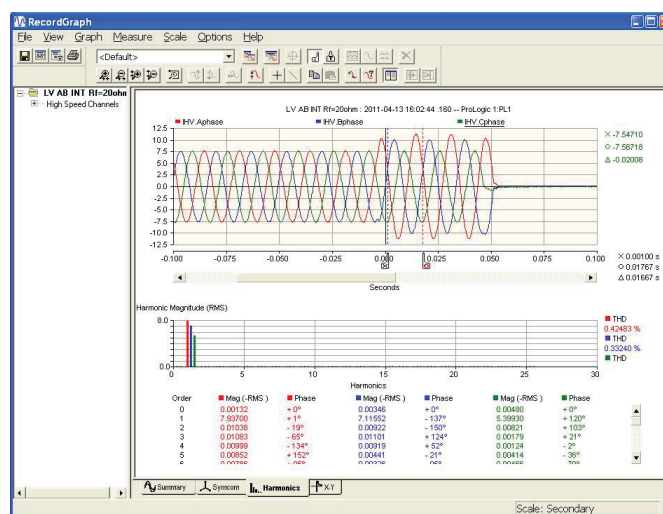 RecordGraph
File View Graph Measure Scale Options Help
<Default>
LV AB INT Rf=20ohm
High Speed Channels
LV AB INT Rf=20ohm : 2011-04-13 16:02:44 .160 -- ProLogic 1:PL1
IHV.Aphase IHV.Bphase IHV.Cphase
12.5
10.0
7.5
5.0
2.5
0.0
-2.5
-5.0
-7.5
-10.0
-12.5
-7.54710
-7.56718
-0.02008
-0.100 -0.075 -0.050 -0.025 0.000 0.025 0.050 0.075 0.100
Seconds
0.00100 s
0.01767 s
0.01667 s
Harmonic Magnitude (RMS)
8.0
0.0
0 5 10 15 20 25 30
Harmonics
THD
0.42483 %
THD
0.33240 %
THD
Order Mag (-RMS ) Phase Mag (-RMS ) Phase Mag (-RMS ) Phase
0 0.00132 + 0° 0.00346 + 0° 0.00480 + 0°
1 7.93700 + 1° 7.11552 - 137° 5.39930 + 120°
2 0.01038 - 19° 0.00922 - 150° 0.00821 + 103°
3 0.01083 - 65° 0.01101 + 124° 0.00179 + 21°
4 0.00999 - 134° 0.00919 + 52° 0.00124 - 2°
5 0.00852 + 152° 0.00441 - 21° 0.00414 - 36°
Summary Symcom Harmonics X-Y
Scale: Secondary